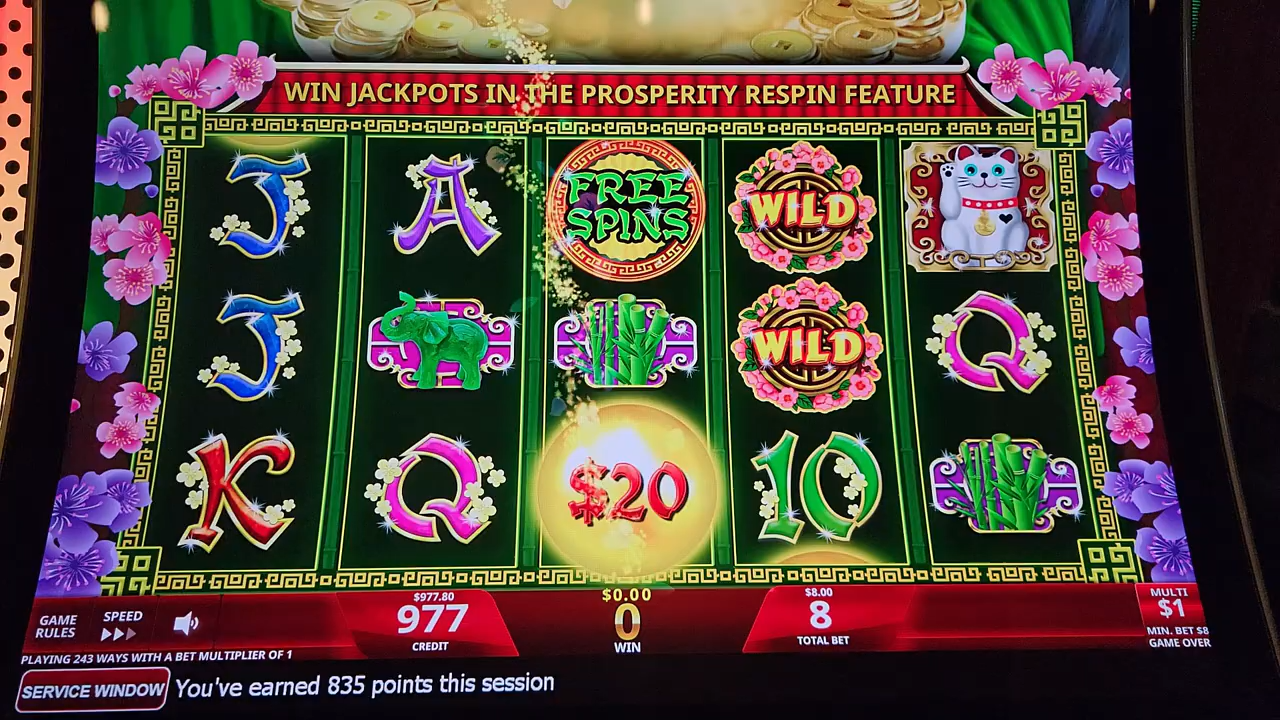 WIN JACKPOTS IN THE PROSPERITY RESPIN FEATURE
J
A
FREE
SPINS
WILD
J
WILD
Q
K
Q
$20
10
GAME
RULES
SPEED
$977.80
977
CREDIT
$0.00
0
WIN
$8.00
8
TOTAL BET
MULTI
$1
MIN. BET $8
GAME OVER
PLAYING 243 WAYS WITH A BET MULTIPLIER OF 1
SERVICE WINDOW You've earned 835 points this session